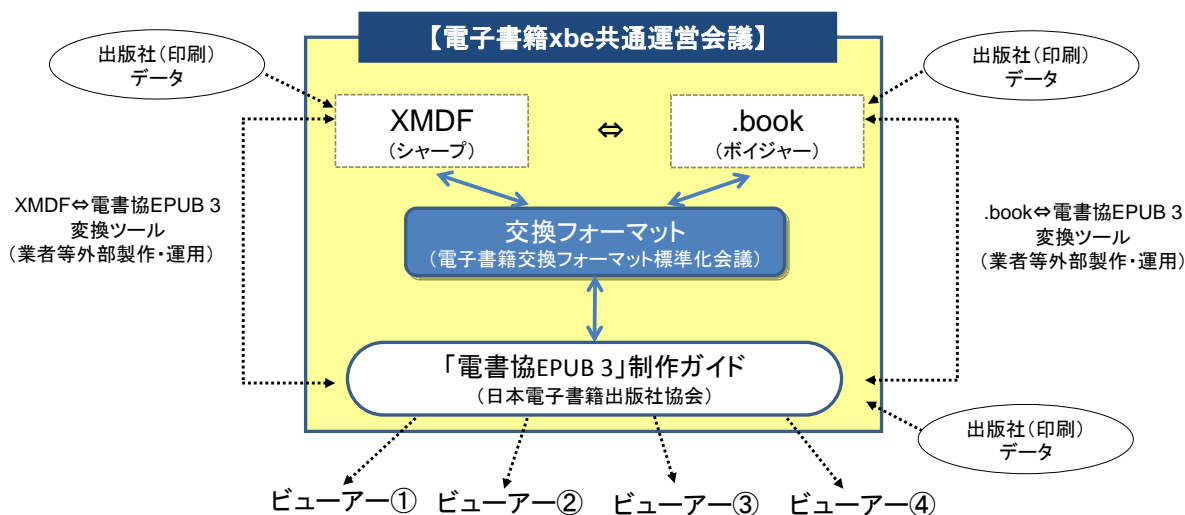 【電子書籍xbe共通運営会議】
出版社(印刷)
データ
出版社(印刷)
データ
XMDF
(シャープ)
⇔
.book
(ボイジャー)
XMDF⇔電書協EPUB 3
変換ツール
(業者等外部製作・運用)
交換フォーマット
(電子書籍交換フォーマット標準化会議)
.book⇔電書協EPUB 3
変換ツール
(業者等外部製作・運用)
「電書協EPUB 3」制作ガイド
(日本電子書籍出版社協会)
出版社(印刷)
データ
ビューアー①
ビューアー②
ビューアー③
ビューアー④